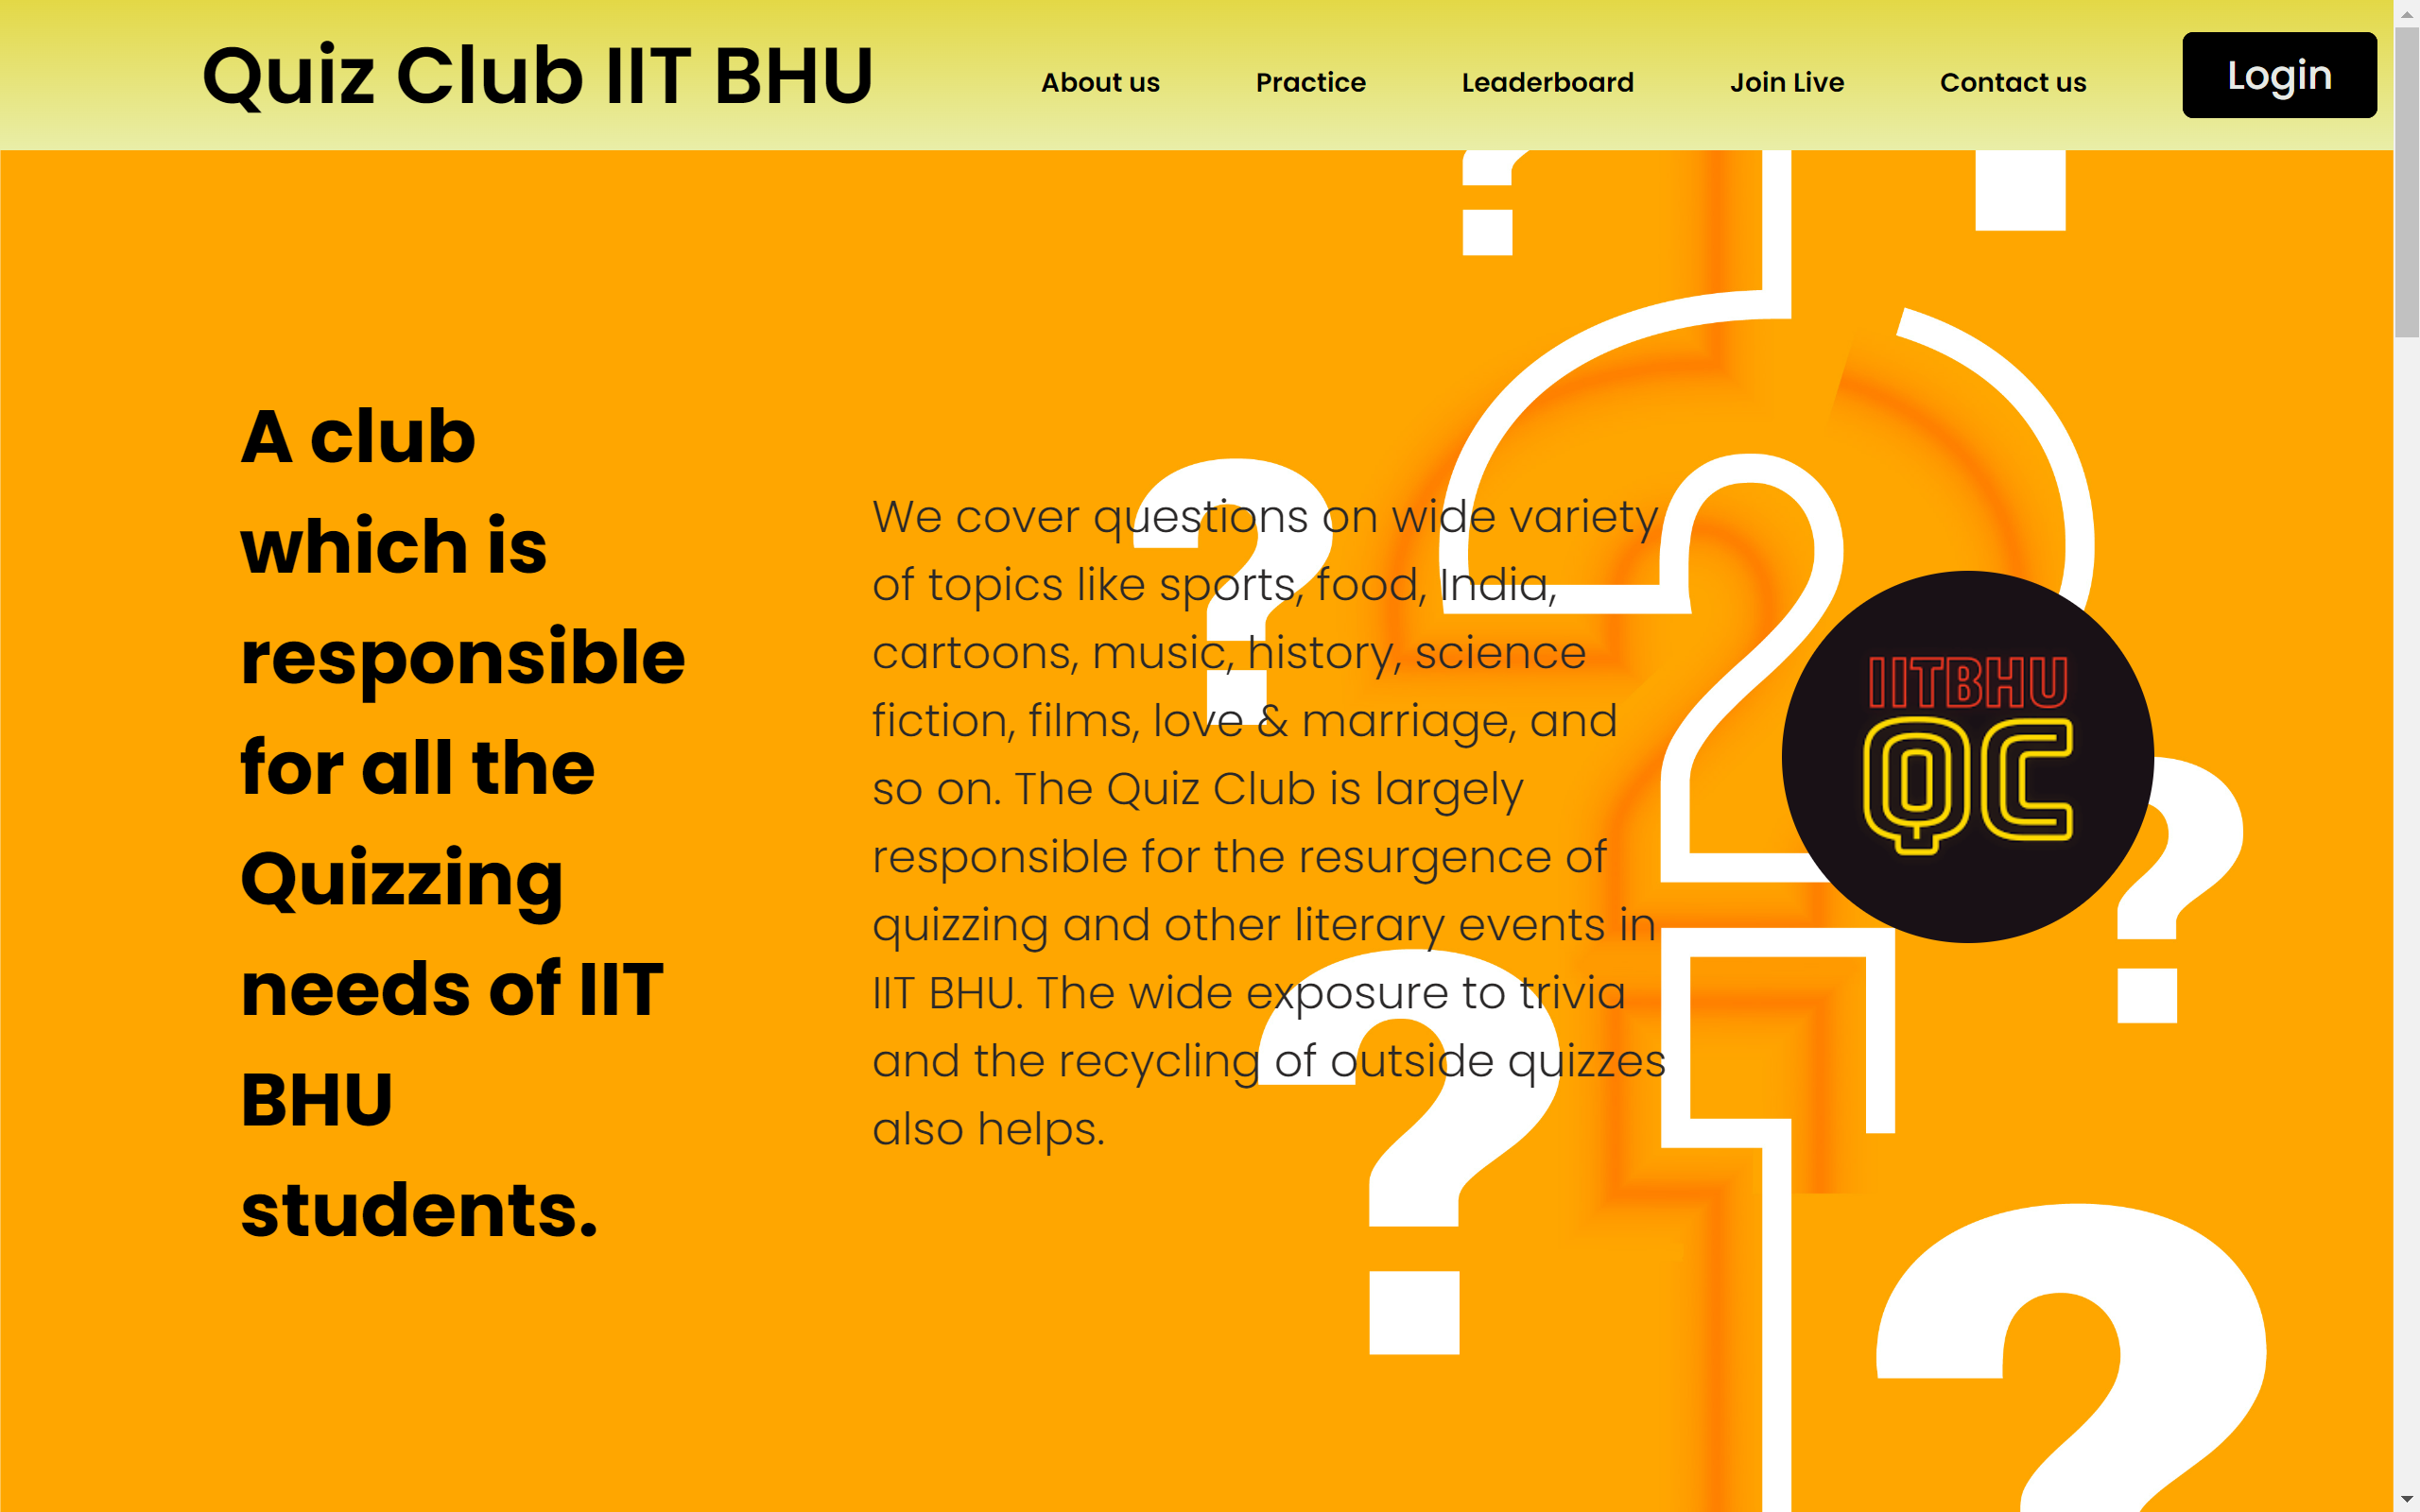 Quiz Club IIT BHU
About us
Practice
Leaderboard
Join Live
Contact us
Login
A club
which is
responsible
for all the
Quizzing
needs of IIT
BHU
students.
We cover questions on wide variety
of topics like sports, food, India,
cartoons, music, history, science
fiction, films, love & marriage, and
so on. The Quiz Club is largely
responsible for the resurgence of
quizzing and other literary events in
IIT BHU. The wide exposure to trivia
and the recycling of outside quizzes
also helps.
IITBHU
QC